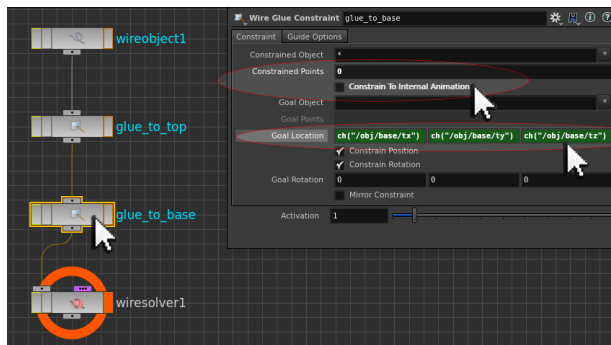 wireobject1
glue_to_top
glue_to_base
wiresolver1
Wire Glue Constraint glue_to_base
Constraint Guide Options
Constrained Object *
Constrained Points 0
Constrain To Internal Animation
Goal Object
Goal Points
Goal Location ch("/obj/base/tx") ch("/obj/base/ty") ch("/obj/base/tz")
Constrain Position
Constrain Rotation
Goal Rotation 0 0 0
Mirror Constraint
Activation 1